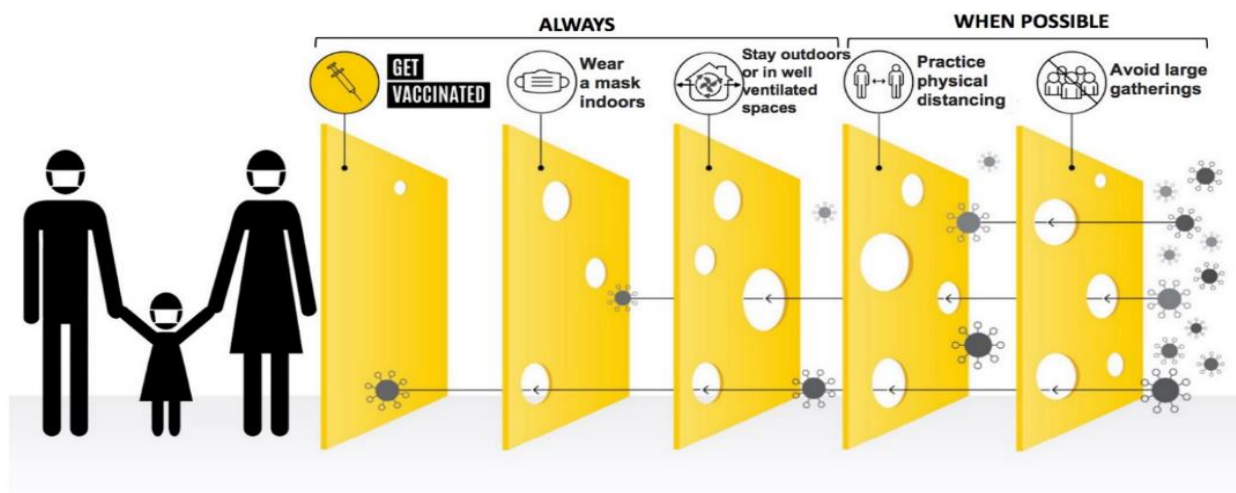 ALWAYS
WHEN POSSIBLE
GET
VACCINATED
Wear
a mask
indoors
Stay outdoors
or in well
ventilated
spaces
Practice
physical
distancing
Avoid large
gatherings